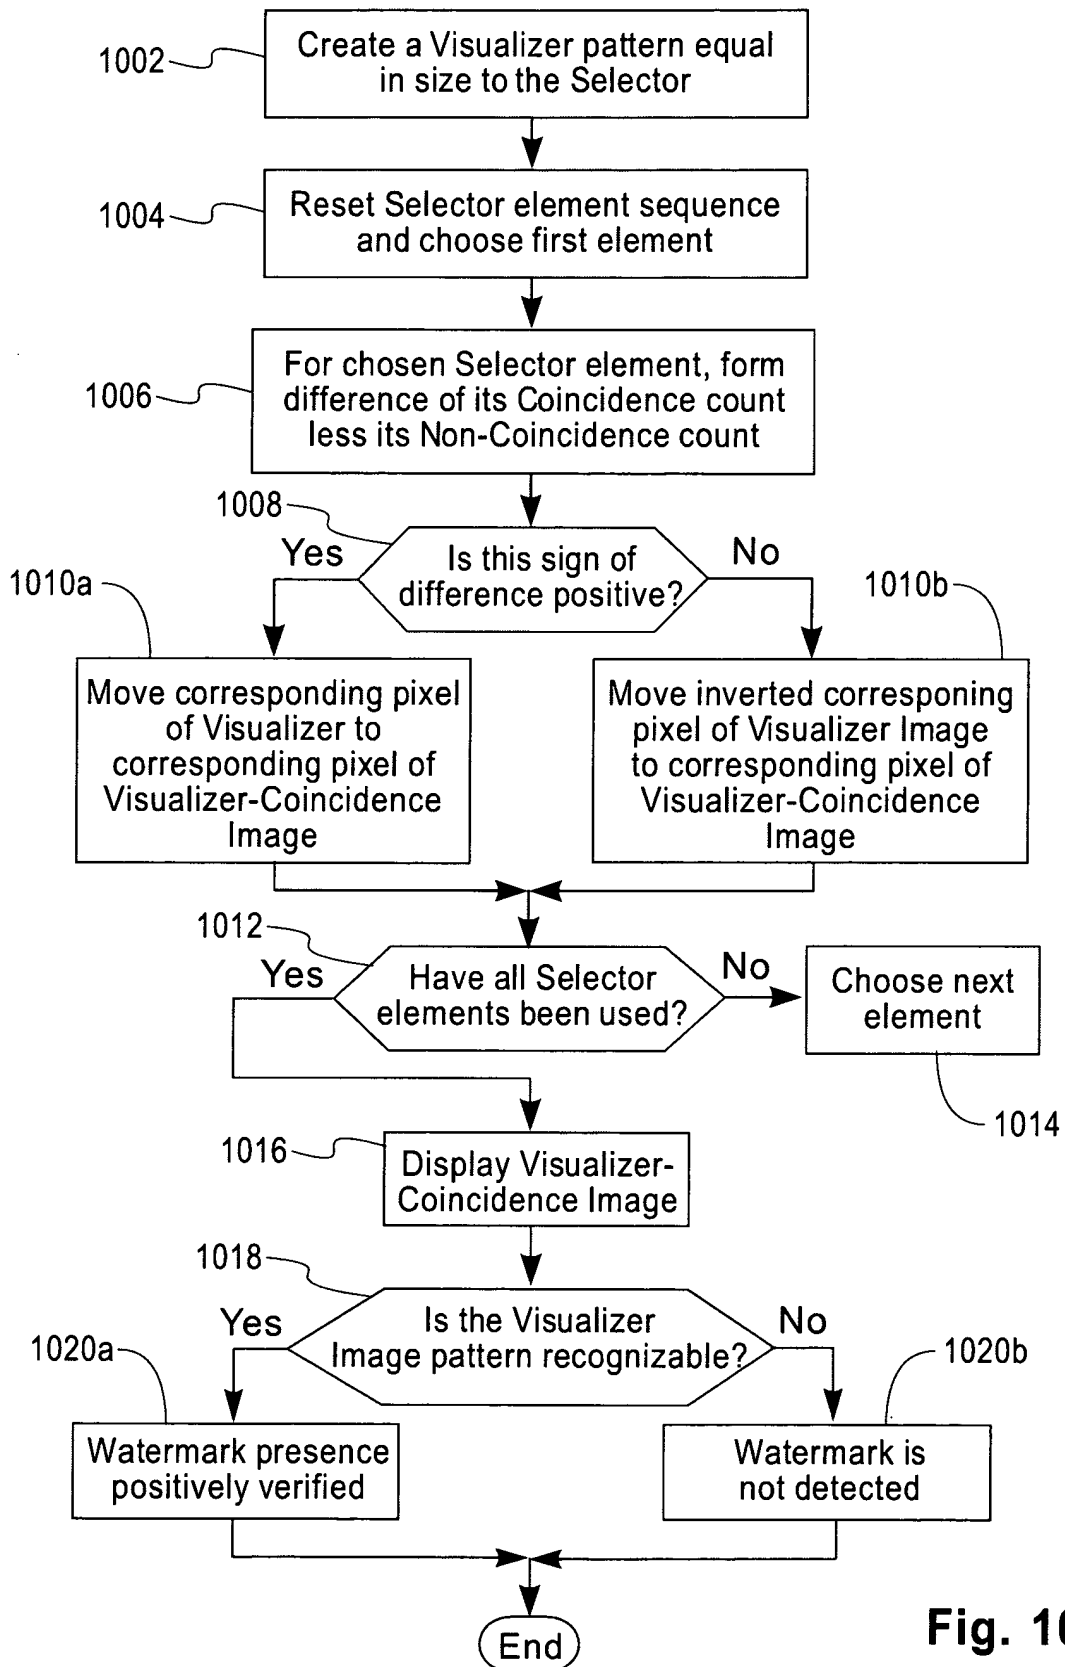 Create a Visualizer pattern equal
in size to the Selector
1002
Reset Selector element sequence
and choose first element
1004
For chosen Selector element, form
difference of its Coincidence count
less its Non-Coincidence count
1006
1008
Is this sign of
difference positive?
Yes
No
1010a
1010b
Move corresponding pixel
of Visualizer to
corresponding pixel of
Visualizer-Coincidence
Image
Move inverted corresponing
pixel of Visualizer Image
to corresponding pixel of
Visualizer-Coincidence
Image
1012
Yes
Have all Selector
elements been used?
No
Choose next
element
1014
1016
Display Visualizer-
Coincidence Image
1018
Yes
Is the Visualizer
Image pattern recognizable?
No
1020a
1020b
Watermark presence
positively verified
Watermark is
not detected
End
Fig. 10